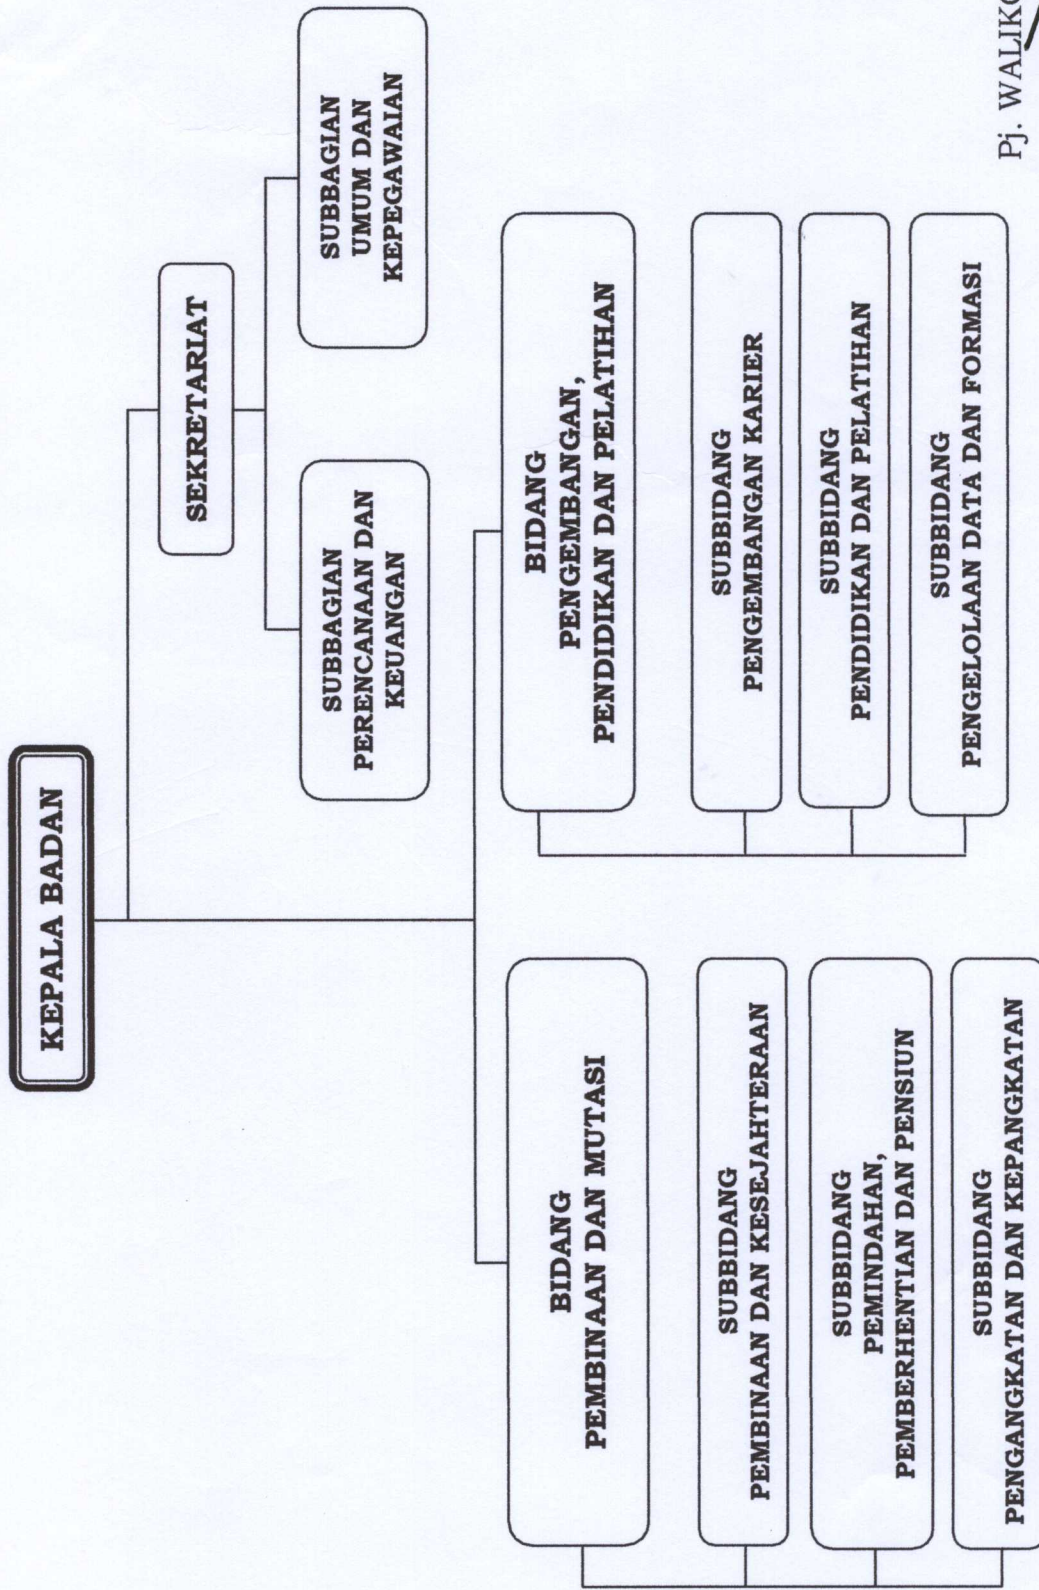 KEPALA BADAN
SEKRETARIAT
SUBBAGIAN
PERENCANAAN DAN
KEUANGAN
SUBBAGIAN
UMUM DAN
KEPEGAWAIAN
BIDANG
PEMBINAAN DAN MUTASI
SUBBIDANG
PEMBINAAN DAN KESEJAHTERAAN
SUBBIDANG
PEMINDAHAN,
PEMBERHENTIAN DAN PENSIUN
SUBBIDANG
PENGANGKATAN DAN KEPANGKATAN
BIDANG
PENGEMBANGAN,
PENDIDIKAN DAN PELATIHAN
SUBBIDANG
PENGEMBANGAN KARIER
SUBBIDANG
PENDIDIKAN DAN PELATIHAN
SUBBIDANG
PENGELOLAAN DATA DAN FORMASI
Pj. WALIK